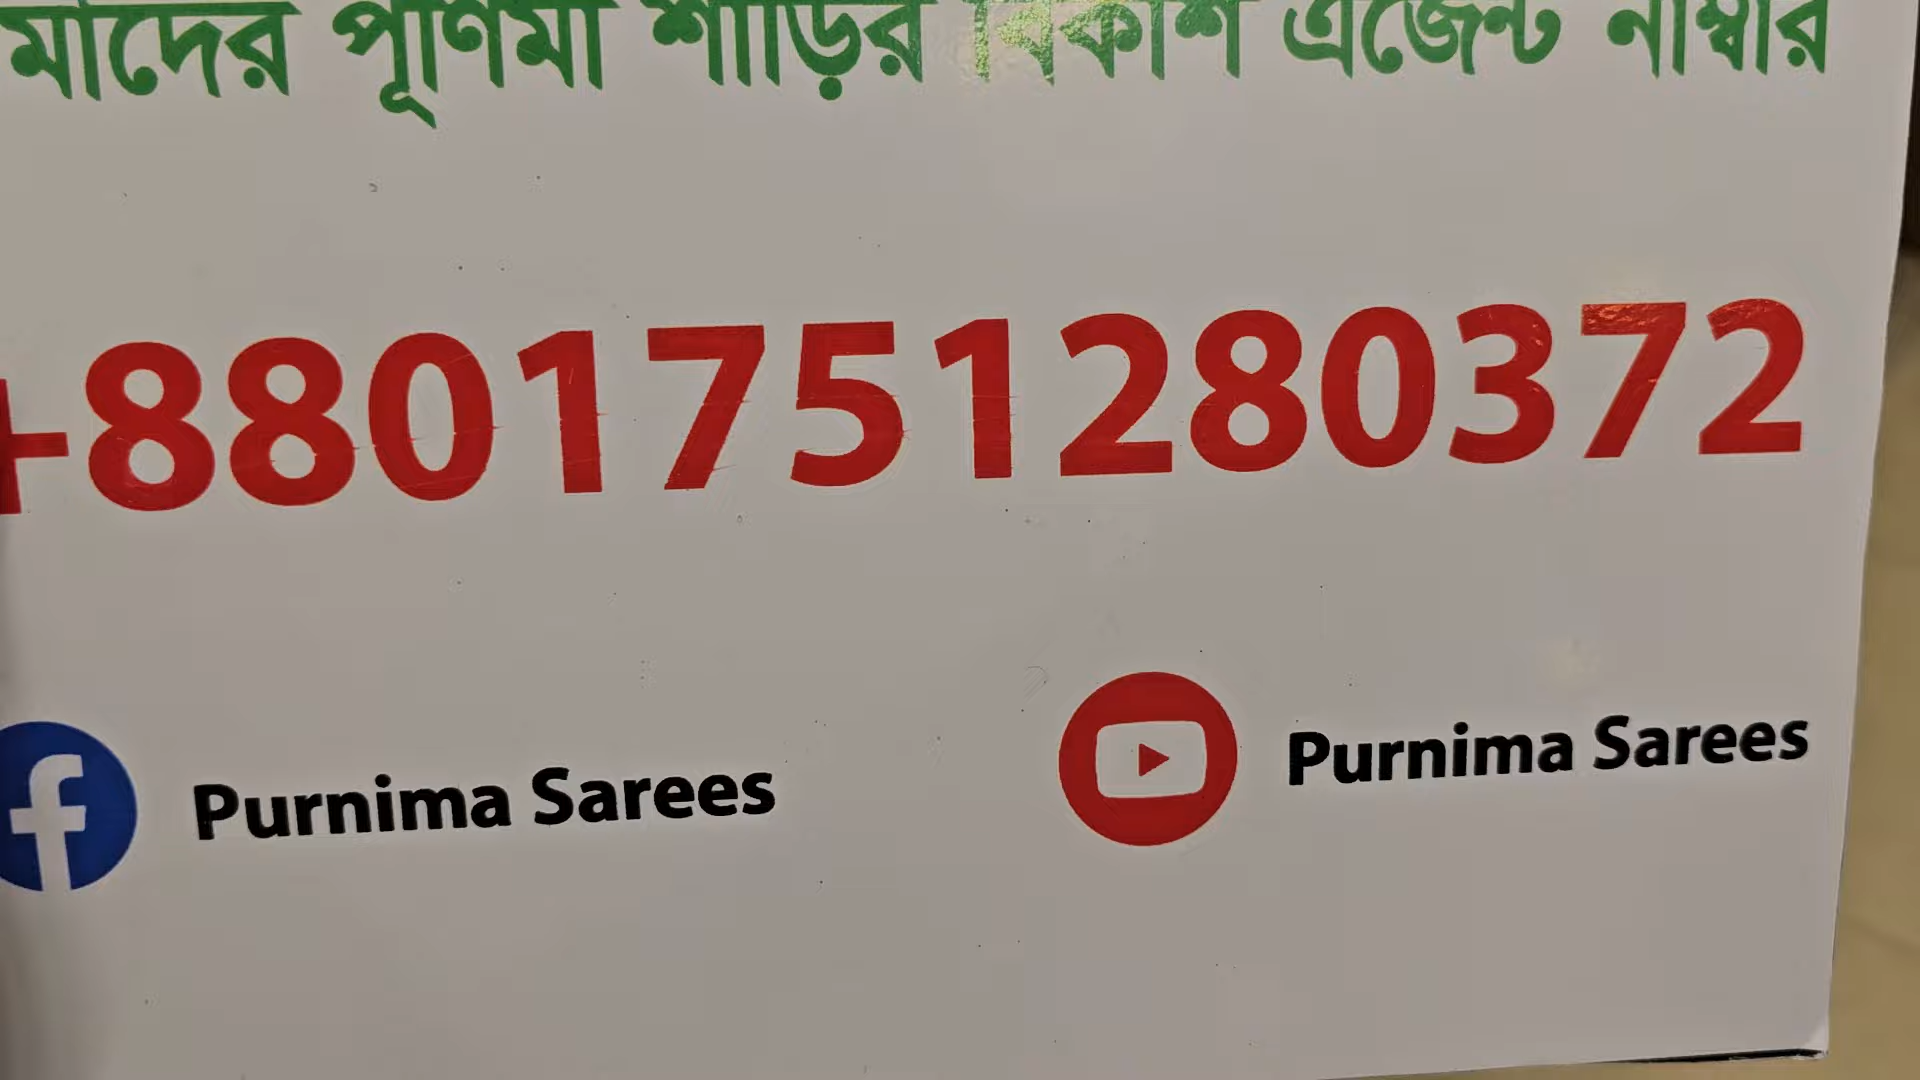 মাদের পূর্ণিমা শাড়ির বিকাশ এজেন্ট নাম্বার
+8801751280372
Purnima Sarees
Purnima Sarees